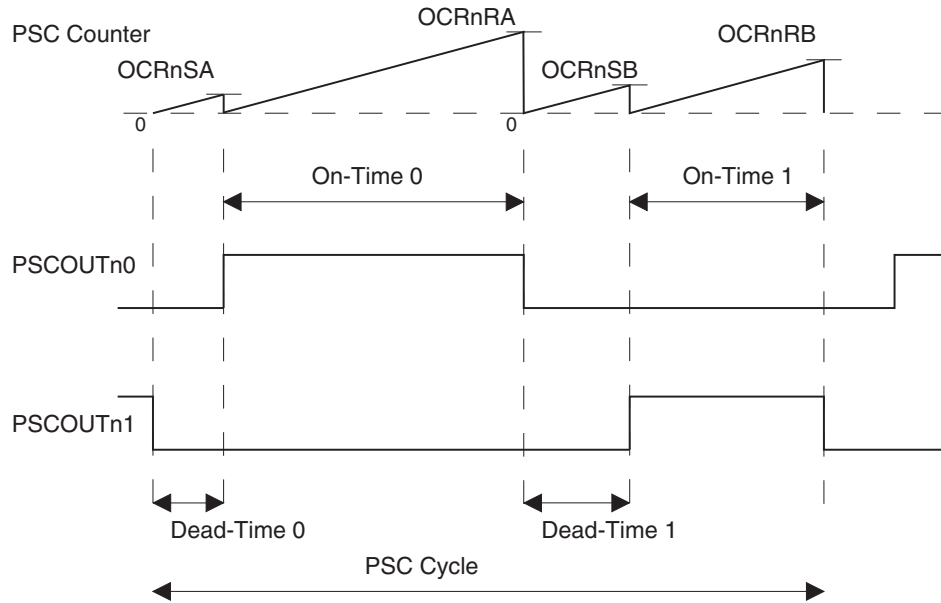 OCRnRA
PSC Counter
OCRnRB
OCRnSA
OCRnSB
0
0
On-Time 0
On-Time 1
PSCOUTn0
PSCOUTn1
Dead-Time 0
Dead-Time 1
PSC Cycle